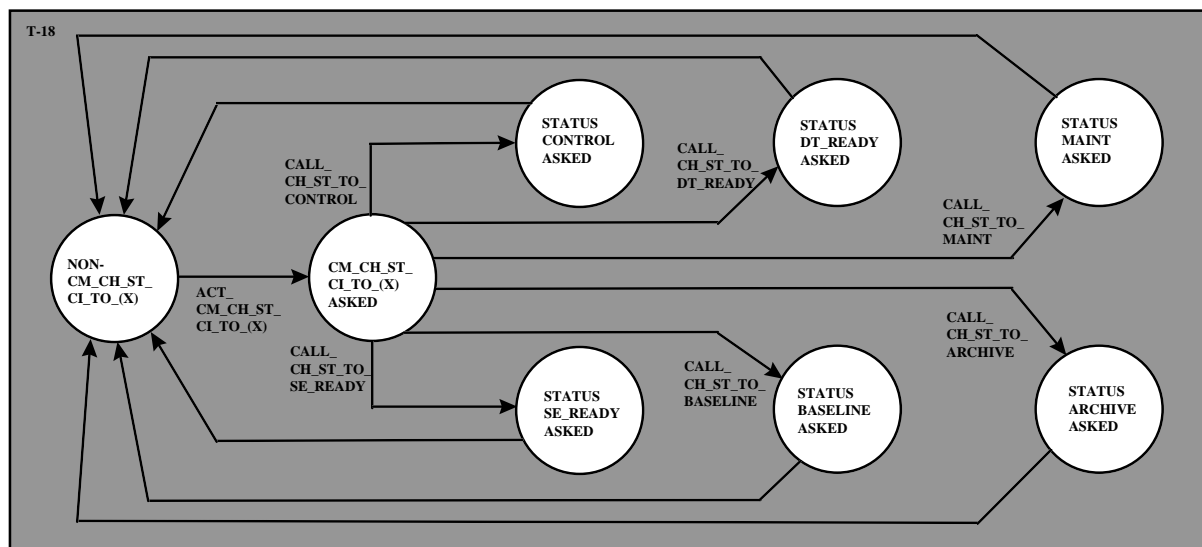 T-18
STATUS
CONTROL
ASKED
STATUS
DT_READY
ASKED
STATUS
MAINT
ASKED
CALL_
CH_ST_TO_
CONTROL
CALL_
CH_ST_TO_
DT_READY
CALL_
CH_ST_TO_
MAINT
NON-
CM_CH_ST_
CI_TO_(X)
ACT_
CM_CH_ST_
CI_TO_(X)
CM_CH_ST_
CI_TO_(X)
ASKED
CALL_
CH_ST_TO_
SE_READY
CALL_
CH_ST_TO_
BASELINE
CALL_
CH_ST_TO_
ARCHIVE
STATUS
SE_READY
ASKED
STATUS
BASELINE
ASKED
STATUS
ARCHIVE
ASKED